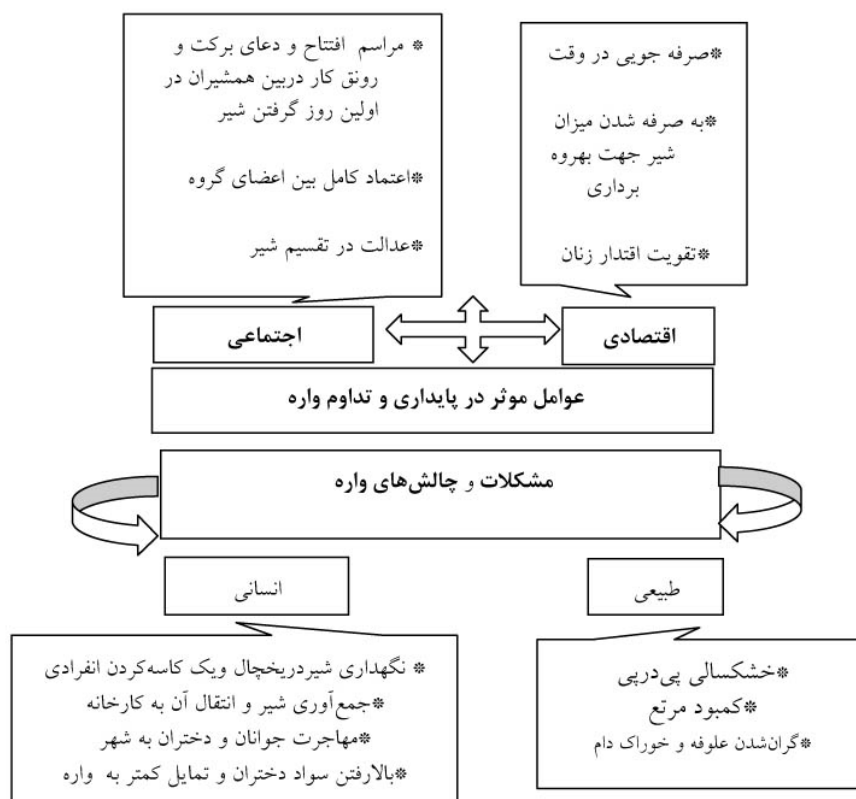 *صرفه جویی در وقت
*به صرفه شدن میزان
شیر جهت بهروه
برداری
*تقویت اقتدار زنان
* مراسم افتتاح و دعای برکت و
رونق کار دربین همشیران در
اولین روز گرفتن شیر
*اعتماد کامل بین اعضای گروه
*عدالت در تقسیم شیر
اقتصادی
اجتماعی
عوامل موثر در پایداری و تداوم واره
مشکلات و چالش‌های واره
طبیعی
انسانی
*خشکسالی پی‌درپی
*کمبود مرتع
*گران‌شدن علوفه و خوراک دام
* نگهداری شیردریخچال ویک کاسه‌کردن انفرادی
*جمع‌آوری شیر و انتقال آن به کارخانه
*مهاجرت جوانان و دختران به شهر
*بالارفتن سواد دختران و تمایل کمتر به واره